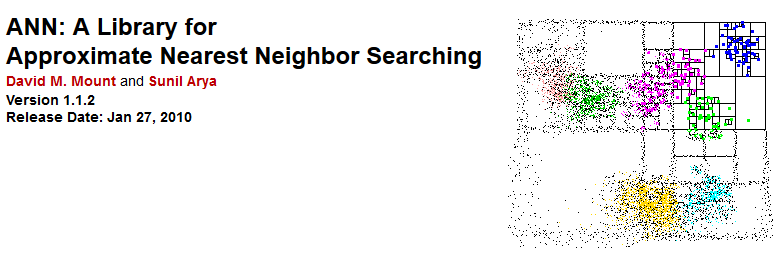 ANN: A Library for
Approximate Nearest Neighbor Searching
David M. Mount and Sunil Arya
Version 1.1.2
Release Date: Jan 27, 2010